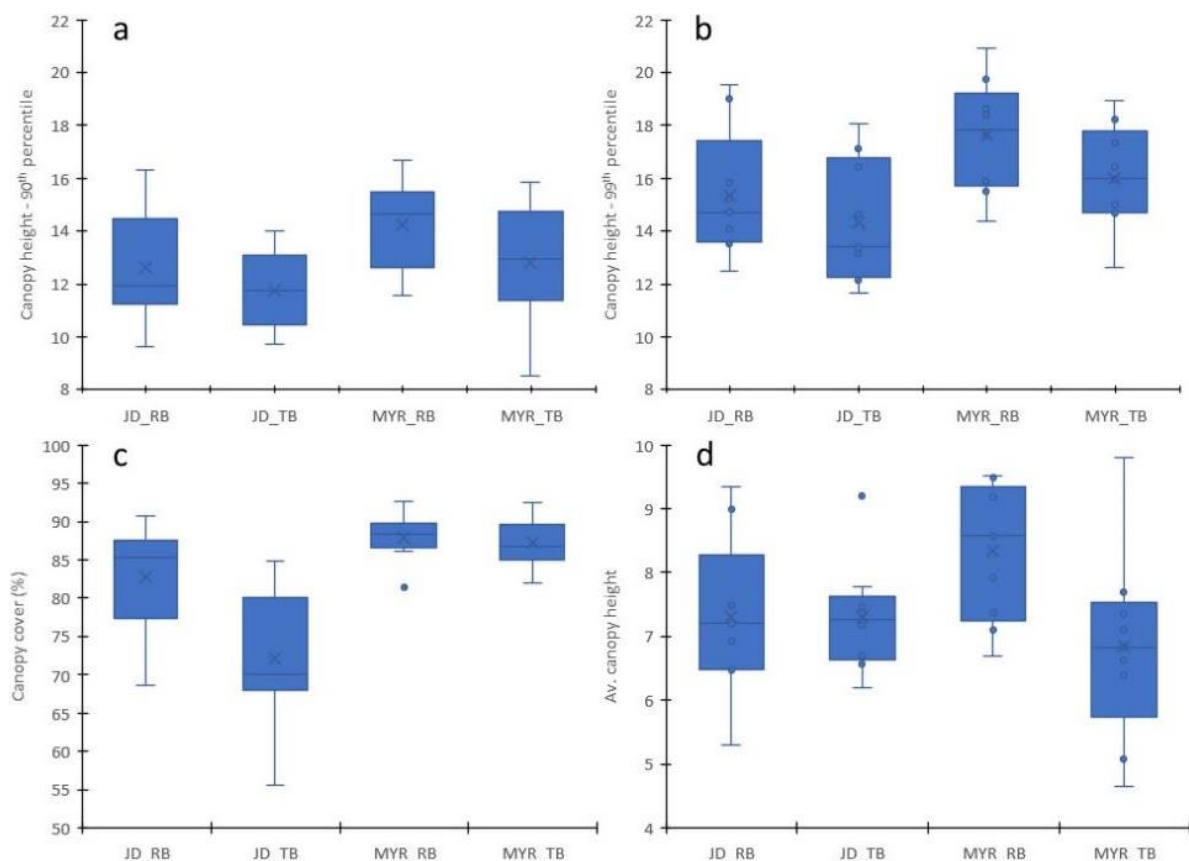 a
Canopy height - 90th percentile
22
20
18
16
14
12
10
8
JD_RB JD_TB MYR_RB MYR_TB
b
Canopy height - 99th percentile
22
20
18
16
14
12
10
8
JD_RB JD_TB MYR_RB MYR_TB
c
Canopy cover (%)
100
95
90
85
80
75
70
65
60
55
50
JD_RB JD_TB MYR_RB MYR_TB
d
Av. canopy height
10
9
8
7
6
5
4
JD_RB JD_TB MYR_RB MYR_TB